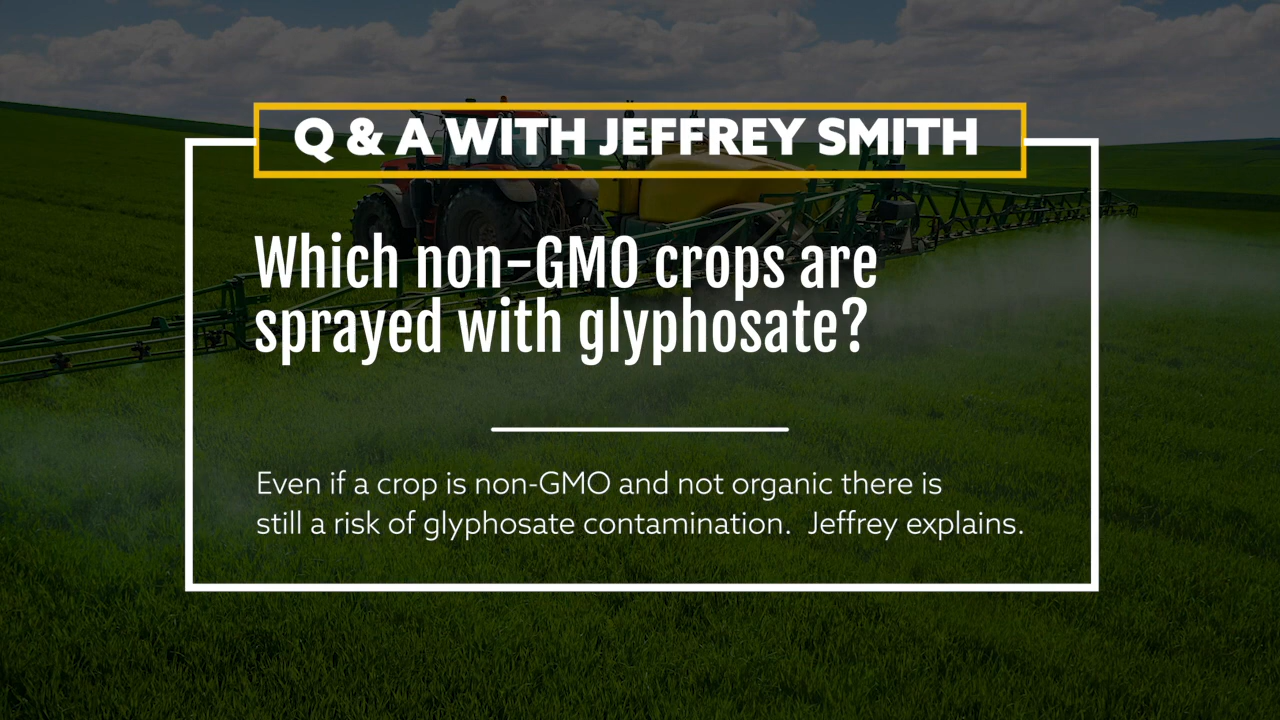 Q & A WITH JEFFREY SMITH
Which non-GMO crops are
sprayed with glyphosate?
Even if a crop is non-GMO and not organic there is
still a risk of glyphosate contamination.  Jeffrey explains.